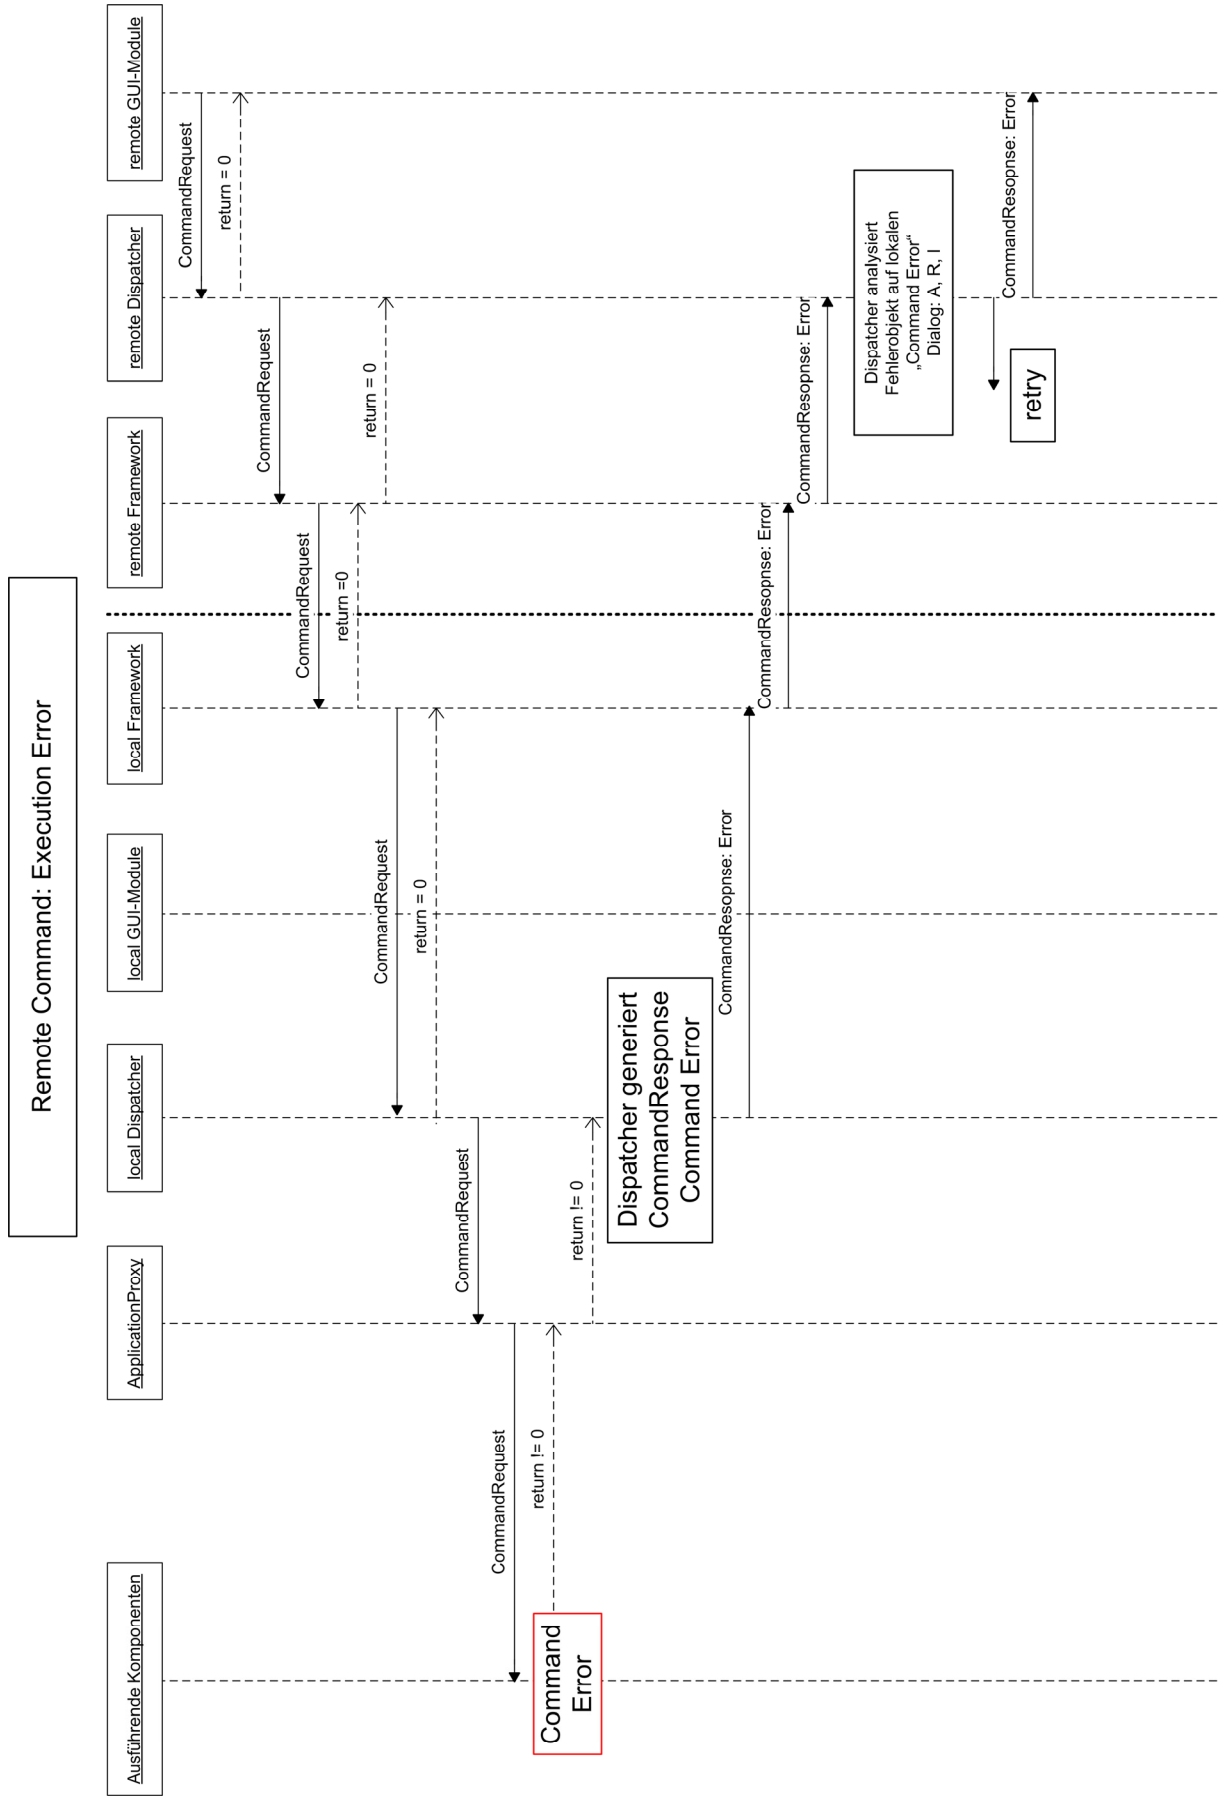 Remote Command: Execution Error
Ausführende Komponenten
ApplicationProxy
local Dispatcher
local GUI-Module
local Framework
remote Framework
remote Dispatcher
remote GUI-Module
CommandRequest
return = 0
CommandRequest
CommandRequest
return =0
return = 0
CommandRequest
return = 0
CommandRequest
CommandRequest
return != 0
Command
Error
return != 0
Dispatcher generiert
CommandResponse
Command Error
CommandResopnse: Error
CommandResopnse: Error
CommandResopnse: Error
Dispatcher analysiert
Fehlerobjekt auf lokalen
„Command Error“
Dialog: A, R, I
retry
CommandResopnse: Error